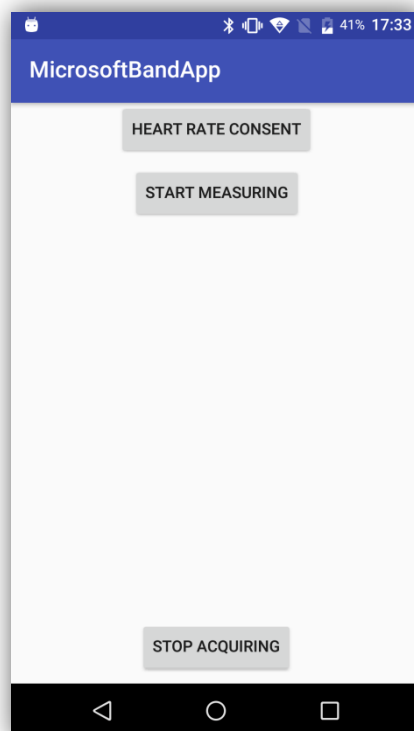 41% 17:33
MicrosoftBandApp
HEART RATE CONSENT
START MEASURING
STOP ACQUIRING